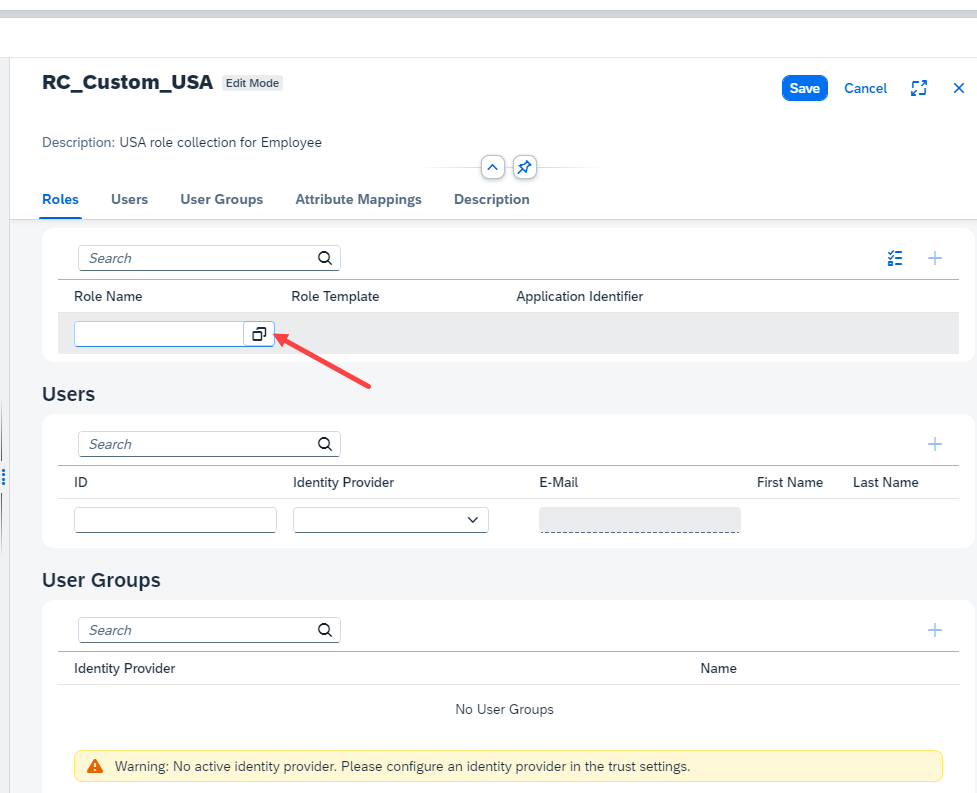 RC_Custom_USA Edit Mode
Save Cancel
Description: USA role collection for Employee
Roles Users User Groups Attribute Mappings Description
Search
Role Name Role Template Application Identifier
Users
Search
ID Identity Provider E-Mail First Name Last Name
User Groups
Search
Identity Provider Name
No User Groups
Warning: No active identity provider. Please configure an identity provider in the trust settings.